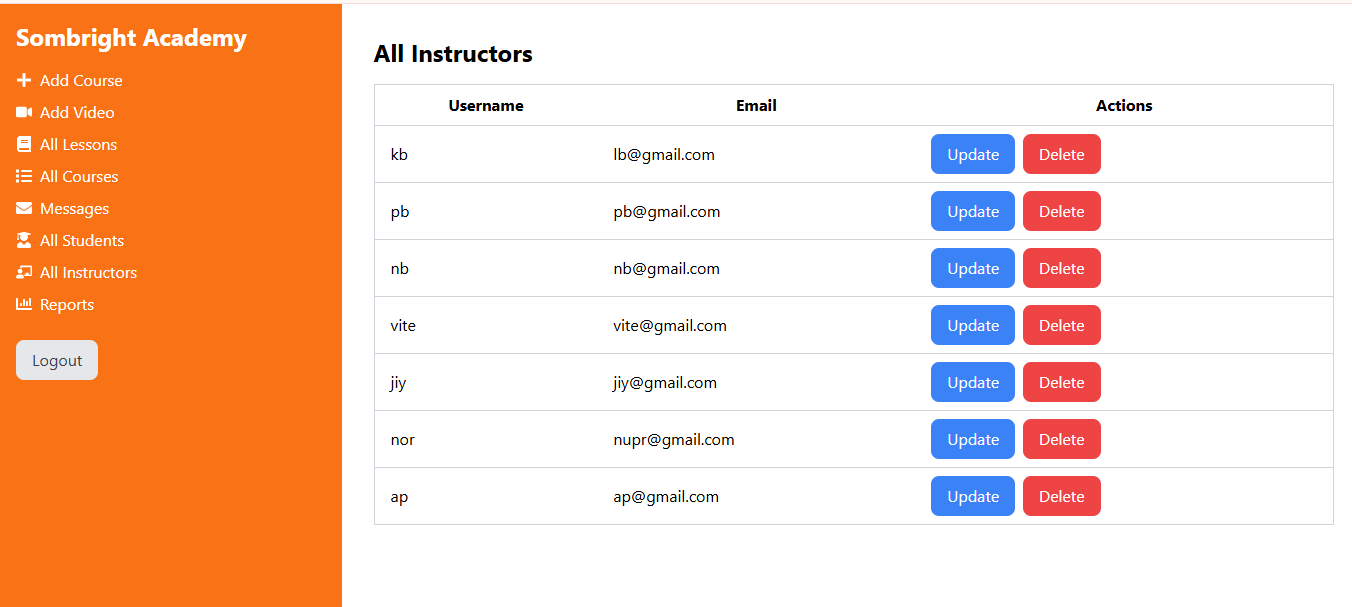 Sombright Academy
Add Course
Add Video
All Lessons
All Courses
Messages
All Students
All Instructors
Reports
Logout
All Instructors
Username Email Actions
kb lb@gmail.com Update Delete
pb pb@gmail.com Update Delete
nb nb@gmail.com Update Delete
vite vite@gmail.com Update Delete
jiy jiy@gmail.com Update Delete
nor nupr@gmail.com Update Delete
ap ap@gmail.com Update Delete